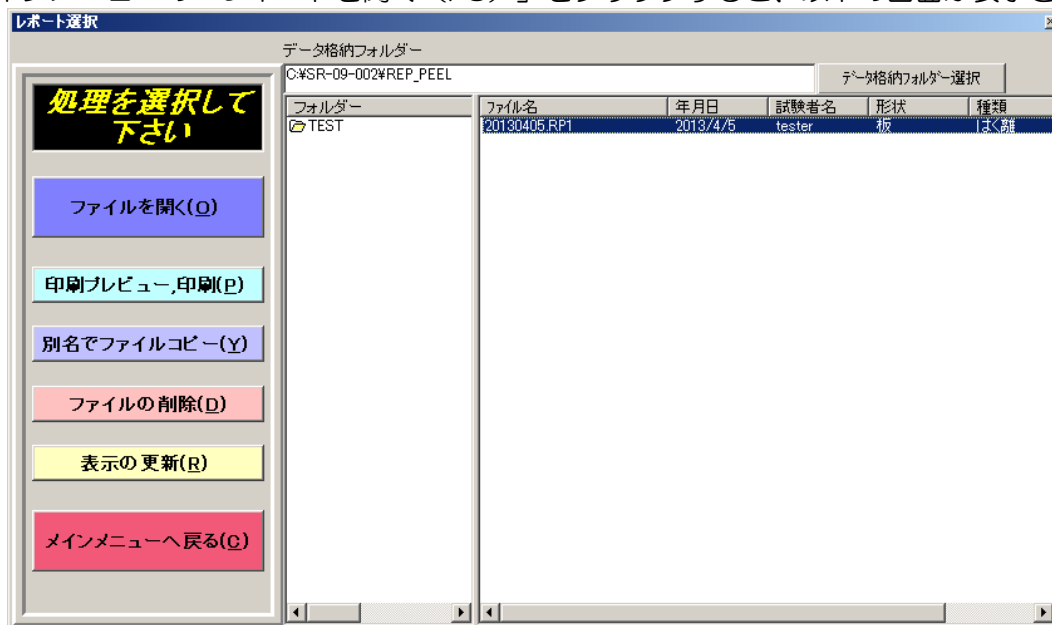 レポート選択
データ格納フォルダー
C:¥SR-09-002¥REP_PEEL
データ格納フォルダー選択
処理を選択して
下さい
ファイルを開く(O)
印刷プレビュー,印刷(P)
別名でファイルコピー(Y)
ファイルの削除(D)
表示の更新(R)
メインメニューへ戻る(C)
フォルダー
TEST
ファイル名 年月日 試験者名 形状 種類
20130405.RP1 2013/4/5 tester 板 はく離